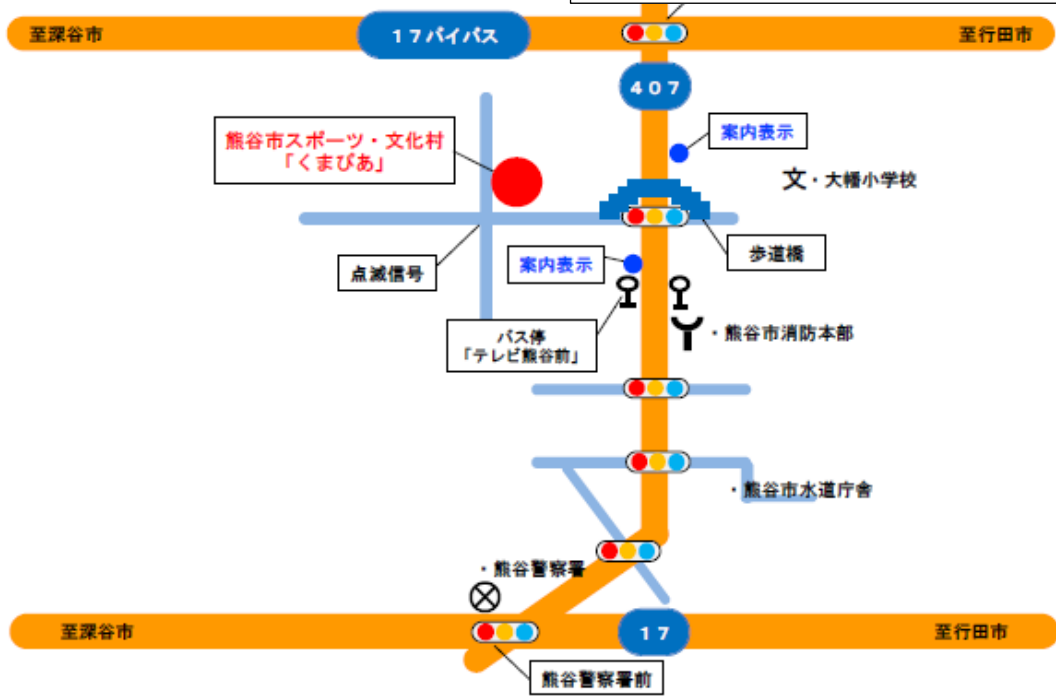 至深谷市
17バイパス
至行田市
407
熊谷市スポーツ・文化村
「くまぴあ」
案内表示
文・大幡小学校
歩道橋
点滅信号
案内表示
バス停
「テレビ熊谷前」
・熊谷市消防本部
・熊谷市水道庁舎
・熊谷警察署
至深谷市
17
至行田市
熊谷警察署前